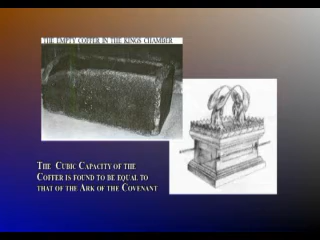 THE EMPTY COFFER IN THE KINGS CHAMBER
THE CUBIC CAPACITY OF THE
COFFER IS FOUND TO BE EQUAL TO
THAT OF THE ARK OF THE COVENANT